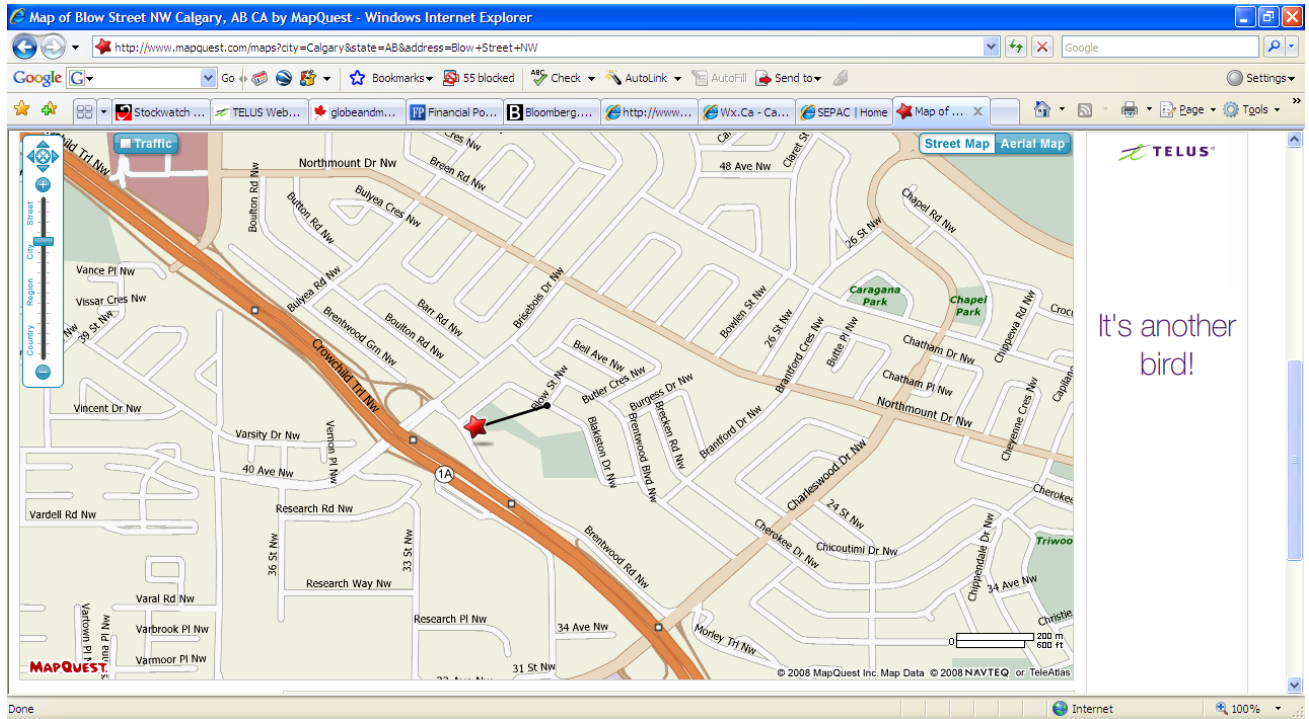 Map of Blow Street NW Calgary, AB CA by MapQuest - Windows Internet Explorer
http://www.mapquest.com/maps?city=Calgary&state=AB&address=Blow+Street+NW
Google
Google G Go Bookmarks 55 blocked Check AutoLink AutoFill Send to Settings
Stockwatch ... TELUS Web... globeandm... Financial Po... Bloomberg.... http://www... Wx.Ca - Ca... SEPAC | Home Map of ... X Page Tools
Traffic
Street Map Aerial Map
TELUS
It's another
bird!
Street
City
Region
Country
Northmount Dr Nw
Breen Rd Nw
48 Ave Nw
Chapel Rd Nw
Boulton Rd Nw
Button Rd Nw
Bulyea Cres Nw
26 St Nw
Vance Pl Nw
Vissar Cres Nw
39 St Nw
Bulyea Rd Nw
Brisebois Dr Nw
Barr Rd Nw
Boulton Rd Nw
Brentwood Grn Nw
Crowchild Trl Nw
Bowlen St Nw
26 St Nw
Caragana
Park
Chapel
Park
Chippewa Rd Nw
Brantford Cres Nw
Butte Pl Nw
Chatham Dr Nw
Chatham Pl Nw
Northmount Dr Nw
Bell Ave Nw
Blow St Nw
Butler Cres Nw
Burgess Dr Nw
Blakiston Dr Nw
Brentwood Blvd Nw
Brecken Rd Nw
Brantford Dr Nw
Charleswood Dr Nw
Cheyenne Cres Nw
Vincent Dr Nw
Varsity Dr Nw
Vernon Pl Nw
40 Ave Nw
1A
Vardell Rd Nw
Research Rd Nw
36 St Nw
33 St Nw
Research Way Nw
Varal Rd Nw
Varbrook Pl Nw
Varmoor Pl Nw
Research Pl Nw
34 Ave Nw
31 St Nw
Brentwood Rd Nw
Morley Trl Nw
24 St Nw
Cherokee Dr Nw
Chicoutimi Dr Nw
Chippendale Dr Nw
34 Ave Nw
0 200 m
600 ft
MAPQUEST
© 2008 MapQuest Inc. Map Data © 2008 NAVTEQ or TeleAtlas
Done Internet 100%